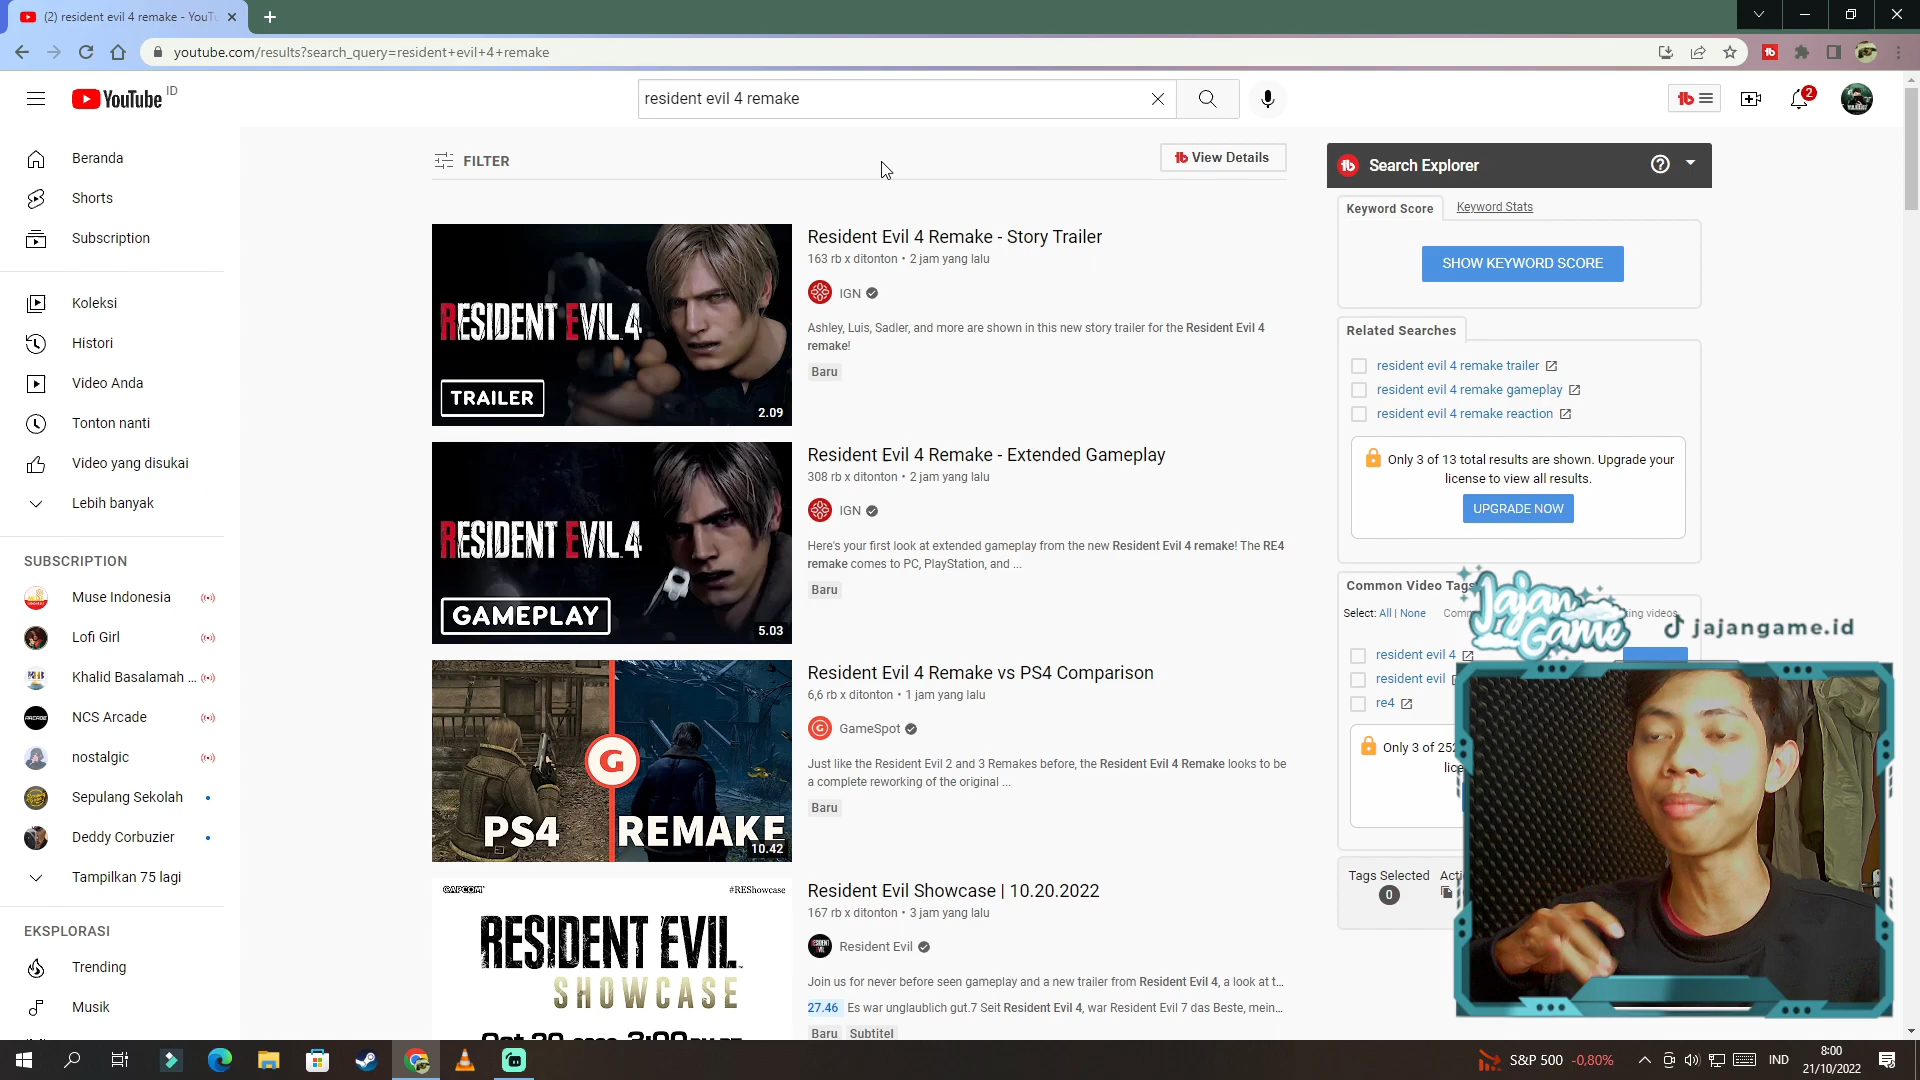 (2) resident evil 4 remake - YouTu
youtube.com/results?search_query=resident+evil+4+remake
YouTube ID
resident evil 4 remake
2
Beranda
Shorts
Subscription
Koleksi
Histori
Video Anda
Tonton nanti
Video yang disukai
Lebih banyak
SUBSCRIPTION
Muse Indonesia
Lofi Girl
Khalid Basalamah ...
NCS Arcade
nostalgic
Sepulang Sekolah
Deddy Corbuzier
Tampilkan 75 lagi
EKSPLORASI
Trending
Musik
FILTER
View Details
RESIDENT EVIL 4
TRAILER
2.09
Resident Evil 4 Remake - Story Trailer
163 rb x ditonton • 2 jam yang lalu
IGN
Ashley, Luis, Sadler, and more are shown in this new story trailer for the Resident Evil 4
remake!
Baru
RESIDENT EVIL 4
GAMEPLAY
5.03
Resident Evil 4 Remake - Extended Gameplay
308 rb x ditonton • 2 jam yang lalu
IGN
Here's your first look at extended gameplay from the new Resident Evil 4 remake! The RE4
remake comes to PC, PlayStation, and ...
Baru
G
PS4 REMAKE
10.42
Resident Evil 4 Remake vs PS4 Comparison
6,6 rb x ditonton • 1 jam yang lalu
GameSpot
Just like the Resident Evil 2 and 3 Remakes before, the Resident Evil 4 Remake looks to be
a complete reworking of the original ...
Baru
CAPCOM #REShowcase
RESIDENT EVIL
SHOWCASE
Resident Evil Showcase | 10.20.2022
167 rb x ditonton • 3 jam yang lalu
Resident Evil
Join us for never before seen gameplay and a new trailer from Resident Evil 4, a look at t...
27.46 Es war unglaublich gut.7 Seit Resident Evil 4, war Resident Evil 7 das Beste, mein...
Baru Subtitel
Search Explorer
Keyword Score Keyword Stats
SHOW KEYWORD SCORE
Related Searches
resident evil 4 remake trailer
resident evil 4 remake gameplay
resident evil 4 remake reaction
Only 3 of 13 total results are shown. Upgrade your
license to view all results.
UPGRADE NOW
Common Video Tags
Select: All | None
videos
resident evil 4
resident evil
re4
Only 3 of 252
Tags Selected
0
Jajan
Game
jajangame.id
S&P 500 -0,80%
IND
8:00
21/10/2022